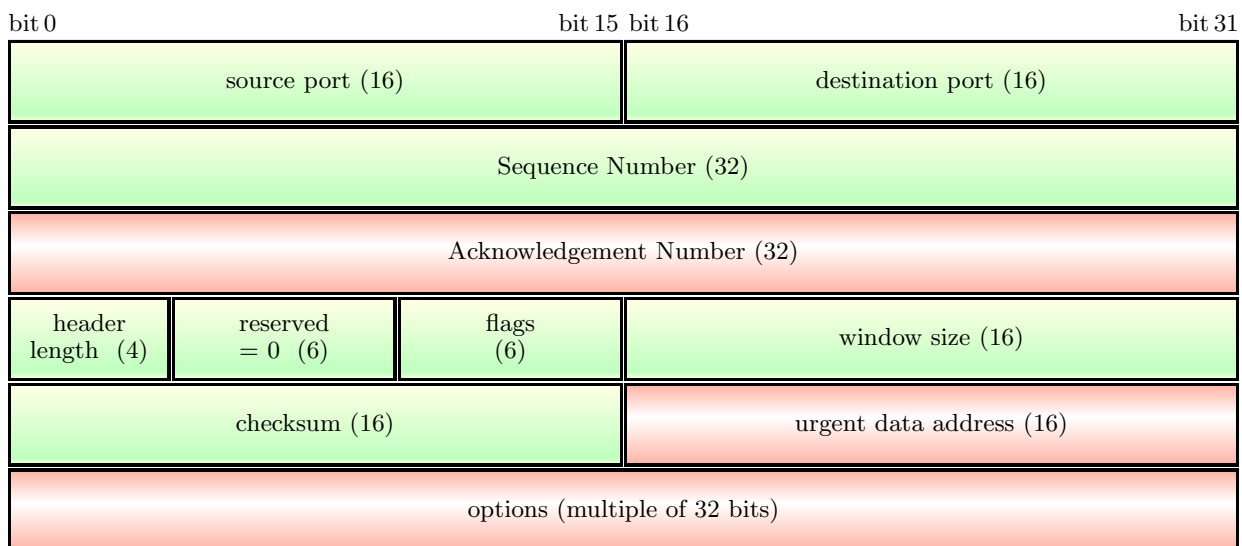 bit 0 bit 15 bit 16 bit 31
source port (16) destination port (16)
Sequence Number (32)
Acknowledgement Number (32)
header
length (4)
reserved
= 0 (6)
flags
(6)
window size (16)
checksum (16) urgent data address (16)
options (multiple of 32 bits)